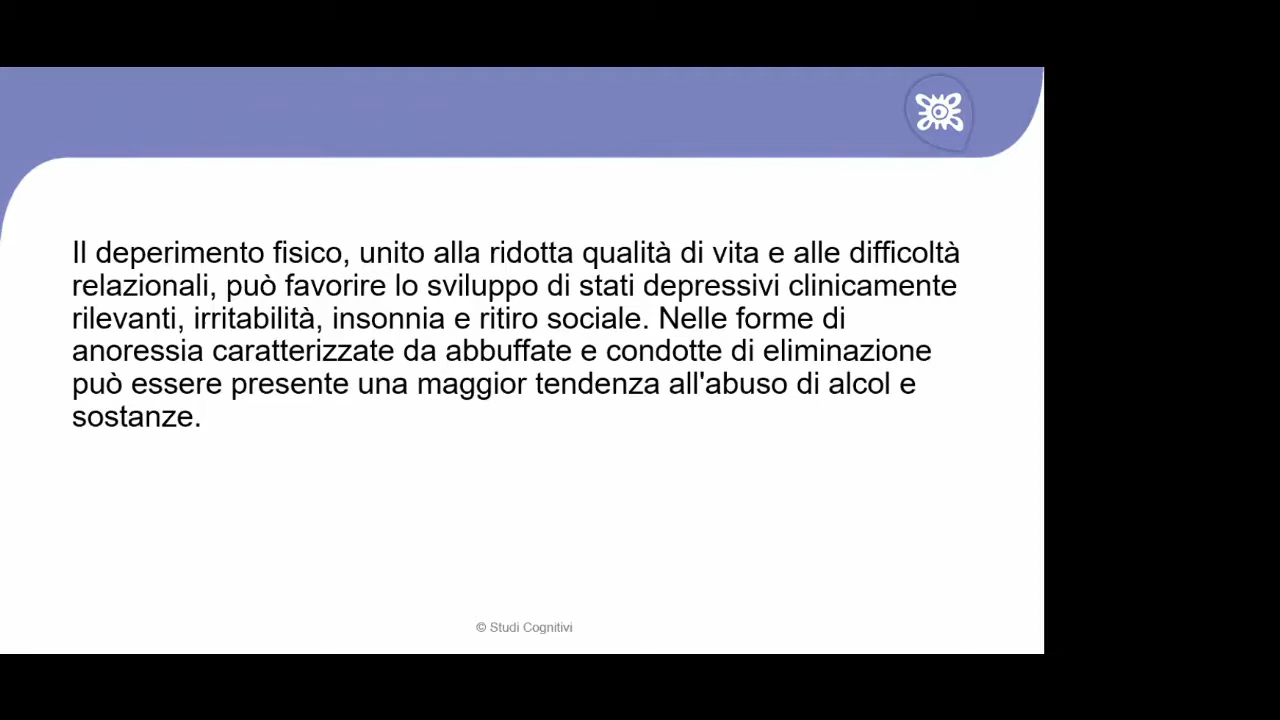 Il deperimento fisico, unito alla ridotta qualità di vita e alle difficoltà
relazionali, può favorire lo sviluppo di stati depressivi clinicamente
rilevanti, irritabilità, insonnia e ritiro sociale. Nelle forme di
anoressia caratterizzate da abbuffate e condotte di eliminazione
può essere presente una maggior tendenza all'abuso di alcol e
sostanze.
© Studi Cognitivi